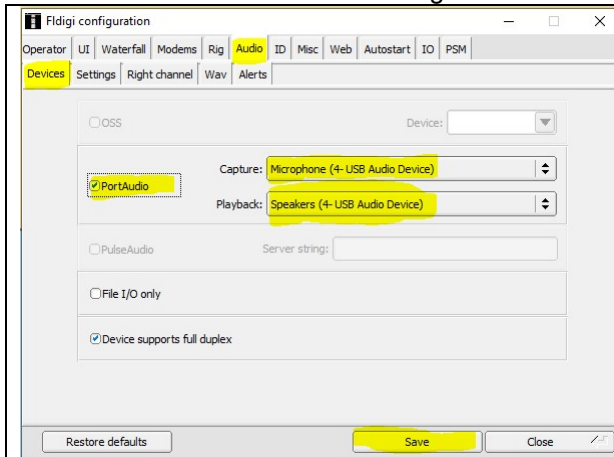 Fldigi configuration
Operator UI Waterfall Modems Rig Audio ID Misc Web Autostart IO PSM
Devices Settings Right channel Wav Alerts
OSS Device:
Capture: Microphone (4- USB Audio Device)
PortAudio
Playback: Speakers (4- USB Audio Device)
PulseAudio Server string:
File I/O only
Device supports full duplex
Restore defaults Save Close